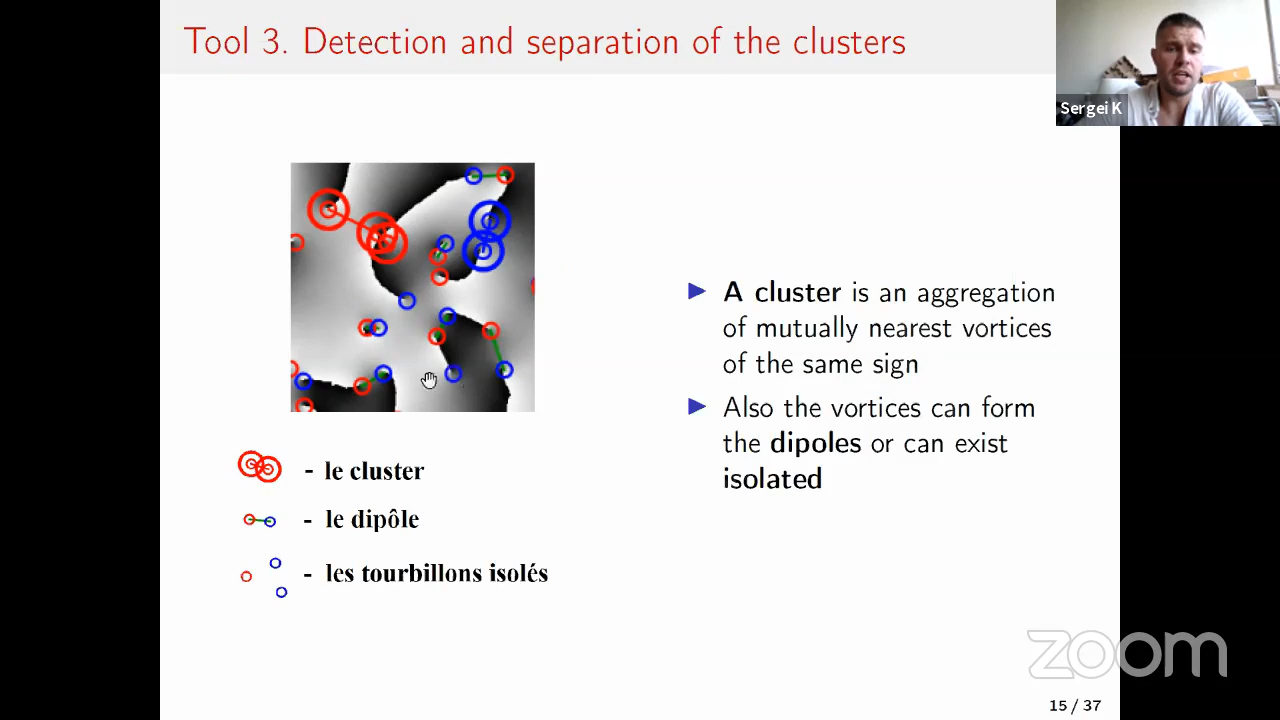 Tool 3. Detection and separation of the clusters
Sergei K
▶ A cluster is an aggregation
of mutually nearest vortices
of the same sign
▶ Also the vortices can form
the dipoles or can exist
isolated
- le cluster
- le dipôle
- les tourbillons isolés
zoom
15 / 37